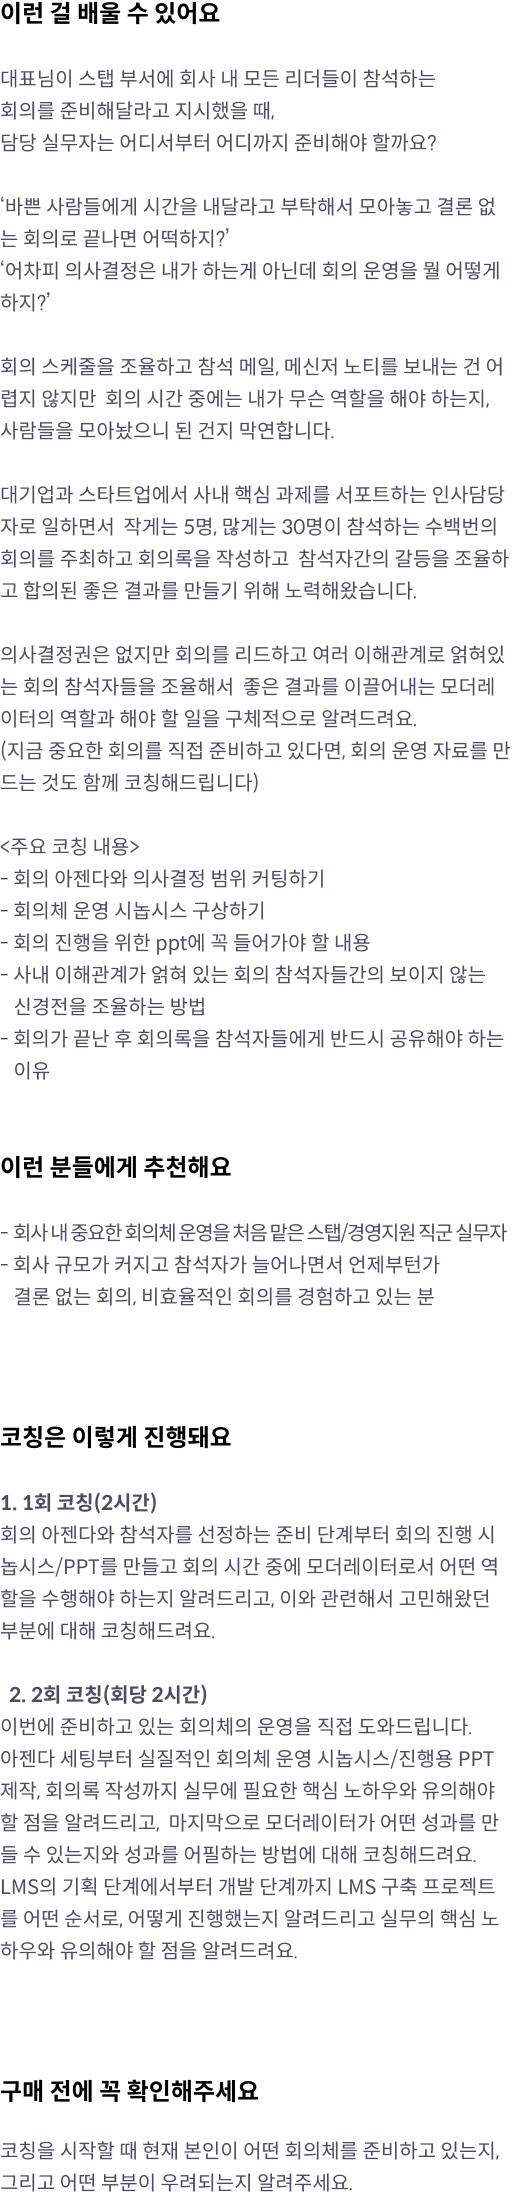 이런 걸 배울 수 있어요
대표님이 스탭 부서에 회사 내 모든 리더들이 참석하는
회의를 준비해달라고 지시했을 때,
담당 실무자는 어디서부터 어디까지 준비해야 할까요?
‘바쁜 사람들에게 시간을 내달라고 부탁해서 모아놓고 결론 없
는 회의로 끝나면 어떡하지?’
‘어차피 의사결정은 내가 하는게 아닌데 회의 운영을 뭘 어떻게
하지?’
회의 스케줄을 조율하고 참석 메일, 메신저 노티를 보내는 건 어
렵지 않지만 회의 시간 중에는 내가 무슨 역할을 해야 하는지,
사람들을 모아놨으니 된 건지 막연합니다.
대기업과 스타트업에서 사내 핵심 과제를 서포트하는 인사담당
자로 일하면서 작게는 5명, 많게는 30명이 참석하는 수백번의
회의를 주최하고 회의록을 작성하고 참석자간의 갈등을 조율하
고 합의된 좋은 결과를 만들기 위해 노력해왔습니다.
의사결정권은 없지만 회의를 리드하고 여러 이해관계로 얽혀있
는 회의 참석자들을 조율해서 좋은 결과를 이끌어내는 모더레
이터의 역할과 해야 할 일을 구체적으로 알려드려요.
(지금 중요한 회의를 직접 준비하고 있다면, 회의 운영 자료를 만
드는 것도 함께 코칭해드립니다)
<주요 코칭 내용>
- 회의 아젠다와 의사결정 범위 커팅하기
- 회의체 운영 시놉시스 구상하기
- 회의 진행을 위한 ppt에 꼭 들어가야 할 내용
- 사내 이해관계가 얽혀 있는 회의 참석자들간의 보이지 않는
신경전을 조율하는 방법
- 회의가 끝난 후 회의록을 참석자들에게 반드시 공유해야 하는
이유
이런 분들에게 추천해요
- 회사 내 중요한 회의체 운영을 처음 맡은 스탭/경영지원 직군 실무자
- 회사 규모가 커지고 참석자가 늘어나면서 언제부턴가
결론 없는 회의, 비효율적인 회의를 경험하고 있는 분
코칭은 이렇게 진행돼요
1. 1회 코칭(2시간)
회의 아젠다와 참석자를 선정하는 준비 단계부터 회의 진행 시
놉시스/PPT를 만들고 회의 시간 중에 모더레이터로서 어떤 역
할을 수행해야 하는지 알려드리고, 이와 관련해서 고민해왔던
부분에 대해 코칭해드려요.
2. 2회 코칭(회당 2시간)
이번에 준비하고 있는 회의체의 운영을 직접 도와드립니다.
아젠다 세팅부터 실질적인 회의체 운영 시놉시스/진행용 PPT
제작, 회의록 작성까지 실무에 필요한 핵심 노하우와 유의해야
할 점을 알려드리고, 마지막으로 모더레이터가 어떤 성과를 만
들 수 있는지와 성과를 어필하는 방법에 대해 코칭해드려요.
LMS의 기획 단계에서부터 개발 단계까지 LMS 구축 프로젝트
를 어떤 순서로, 어떻게 진행했는지 알려드리고 실무의 핵심 노
하우와 유의해야 할 점을 알려드려요.
구매 전에 꼭 확인해주세요
코칭을 시작할 때 현재 본인이 어떤 회의체를 준비하고 있는지,
그리고 어떤 부분이 우려되는지 알려주세요.